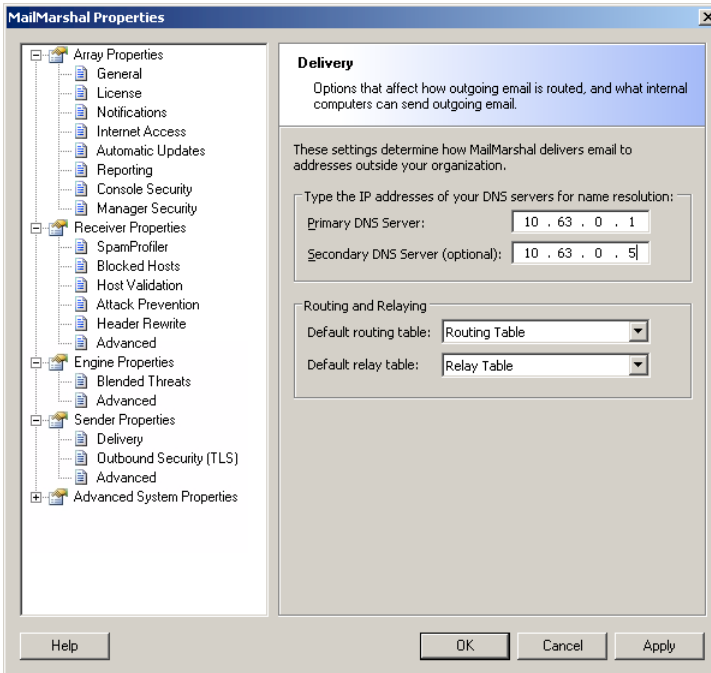 MailMarshal Properties
Array Properties
General
License
Notifications
Internet Access
Automatic Updates
Reporting
Console Security
Manager Security
Receiver Properties
SpamProfiler
Blocked Hosts
Host Validation
Attack Prevention
Header Rewrite
Advanced
Engine Properties
Blended Threats
Advanced
Sender Properties
Delivery
Outbound Security (TLS)
Advanced
Advanced System Properties
Delivery
Options that affect how outgoing email is routed, and what internal
computers can send outgoing email.
These settings determine how MailMarshal delivers email to
addresses outside your organization.
Type the IP addresses of your DNS servers for name resolution:
Primary DNS Server: 10 . 63 . 0 . 1
Secondary DNS Server (optional): 10 . 63 . 0 . 5
Routing and Relaying
Default routing table: Routing Table
Default relay table: Relay Table
Help OK Cancel Apply